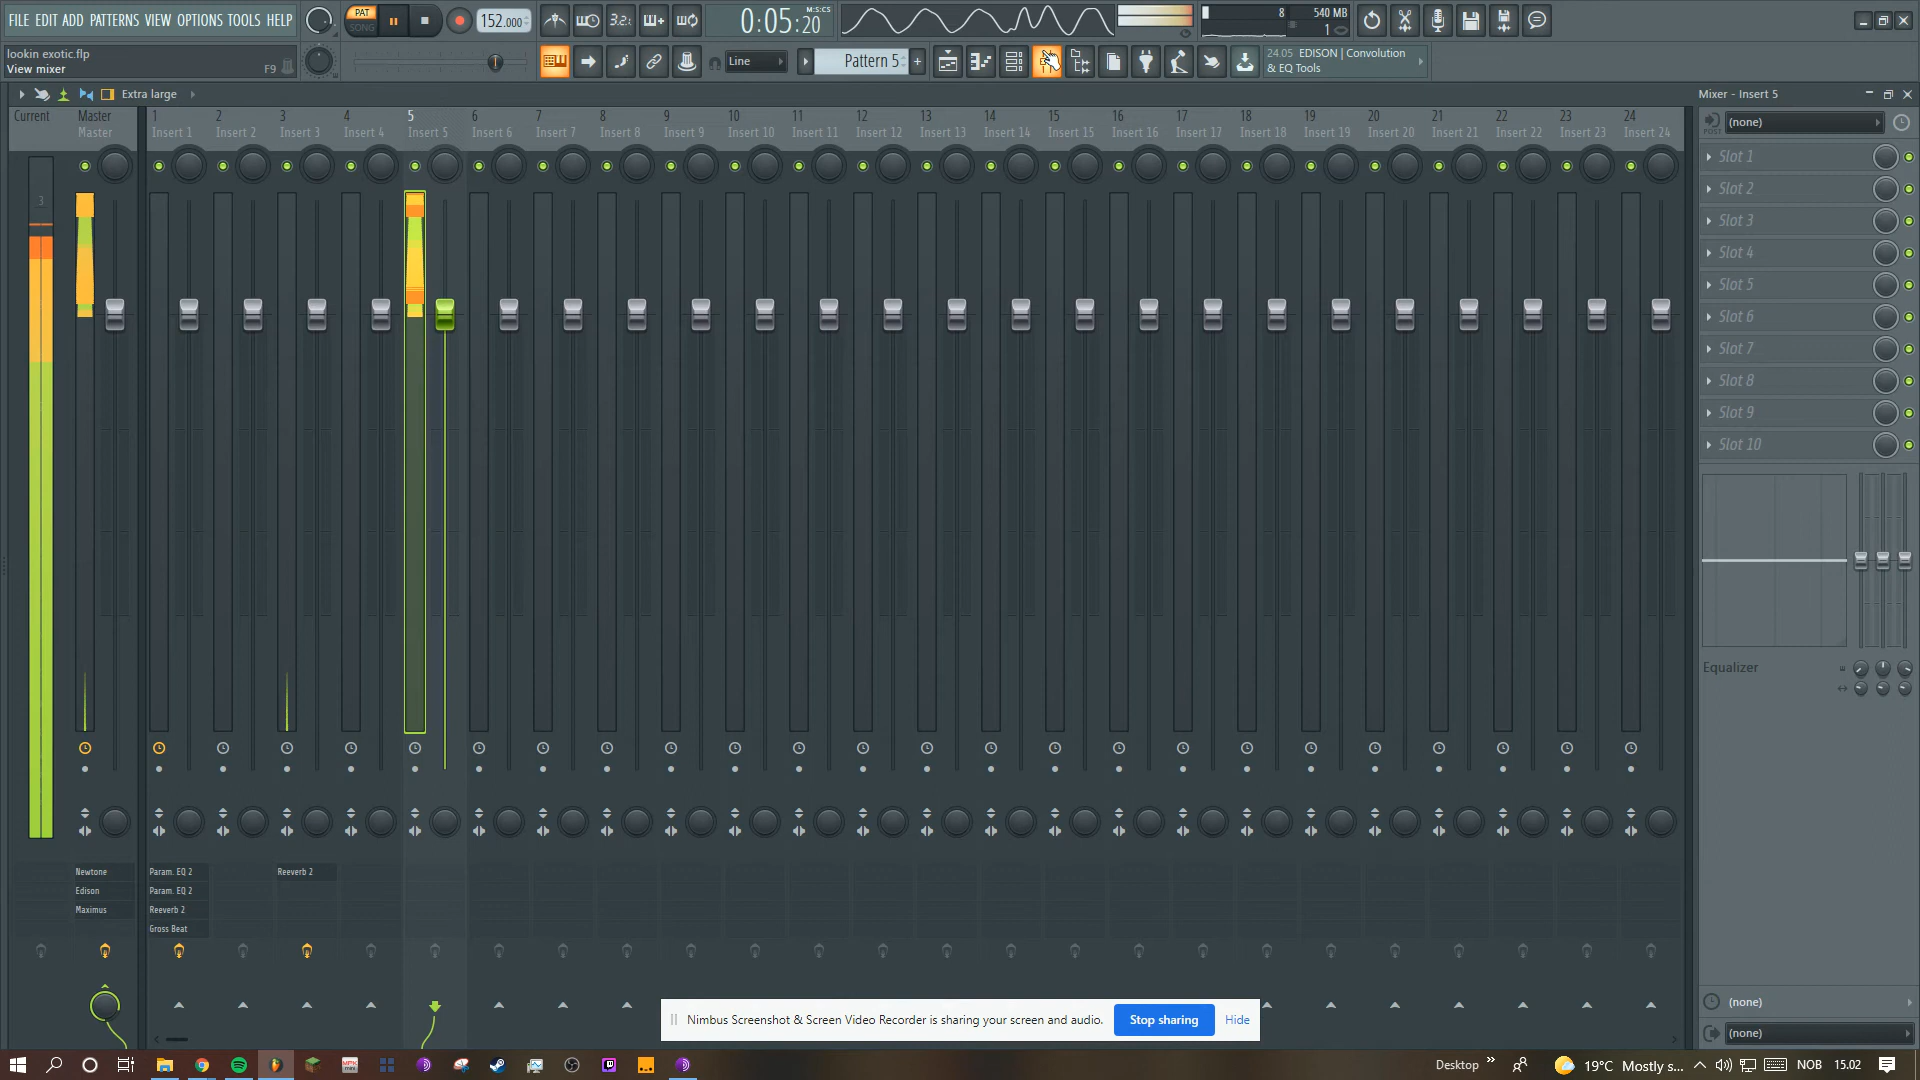 FILE EDIT ADD PATTERNS VIEW OPTIONS TOOLS HELP
PAT
SONG
152.000
3.2.
0:05:20
M:S:CS
8
540 MB
1
lookin exotic.flp
View mixer
F9
Line
Pattern 5
24.05 EDISON | Convolution
& EQ Tools
Extra large
Mixer - Insert 5
Current
Master
1 2 3 4 5 6 7 8 9 10 11 12 13 14 15 16 17 18 19 20 21 22 23 24
Master Insert 1 Insert 2 Insert 3 Insert 4 Insert 5 Insert 6 Insert 7 Insert 8 Insert 9 Insert 10 Insert 11 Insert 12 Insert 13 Insert 14 Insert 15 Insert 16 Insert 17 Insert 18 Insert 19 Insert 20 Insert 21 Insert 22 Insert 23 Insert 24
3
POST
(none)
Slot 1
Slot 2
Slot 3
Slot 4
Slot 5
Slot 6
Slot 7
Slot 8
Slot 9
Slot 10
Equalizer
Newtone Param. EQ 2 Reeverb 2
Edison Param. EQ 2
Maximus Reeverb 2
Gross Beat
(none)
(none)
Nimbus Screenshot & Screen Video Recorder is sharing your screen and audio.
Stop sharing
Hide
Desktop
19°C Mostly s...
NOB
15.02